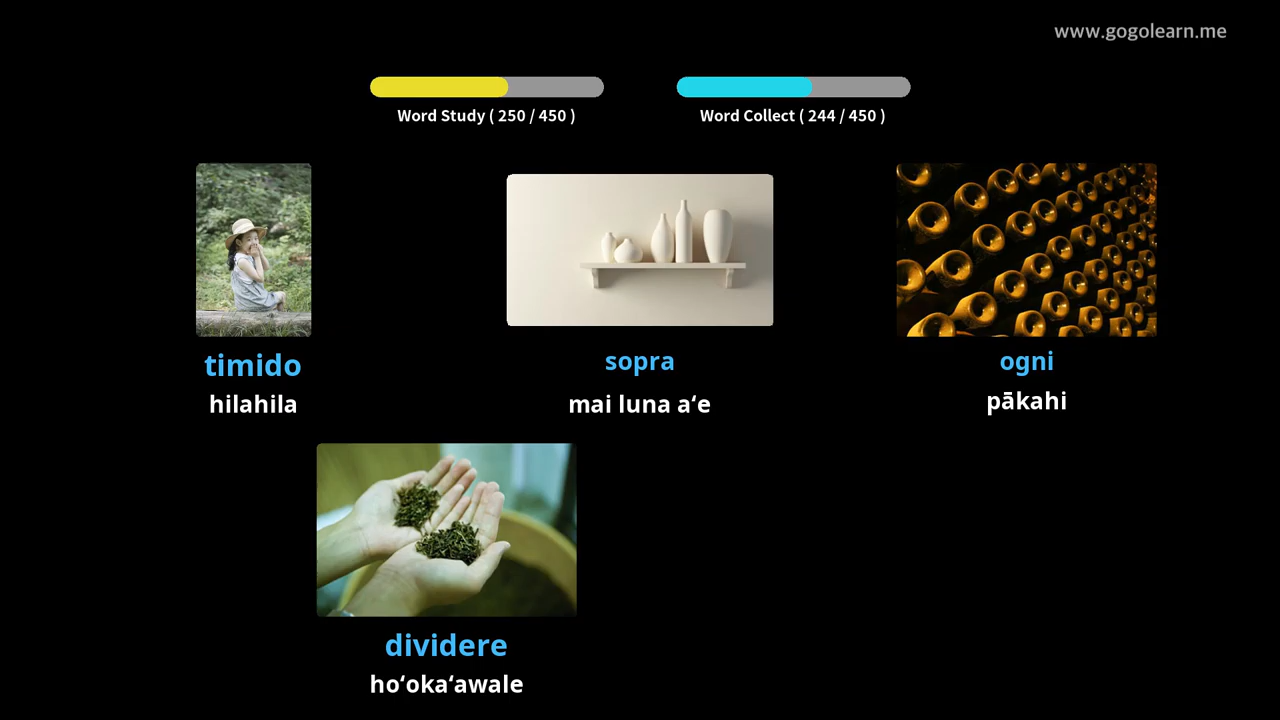 www.gogolearn.me
Word Study ( 250 / 450 )
Word Collect ( 244 / 450 )
timido
hilahila
sopra
mai luna aʻe
ogni
pākahi
dividere
hoʻokaʻawale